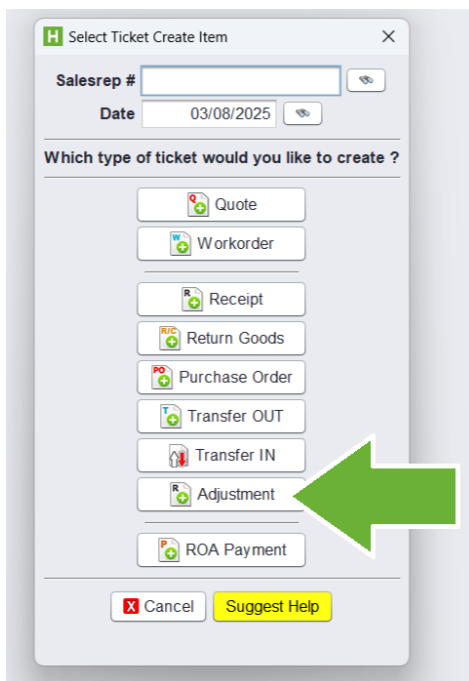 H Select Ticket Create Item
Salesrep #
Date 03/08/2025
Which type of ticket would you like to create ?
Q Quote
W Workorder
R Receipt
R/C Return Goods
PO Purchase Order
T Transfer OUT
Transfer IN
R Adjustment
P ROA Payment
X Cancel Suggest Help